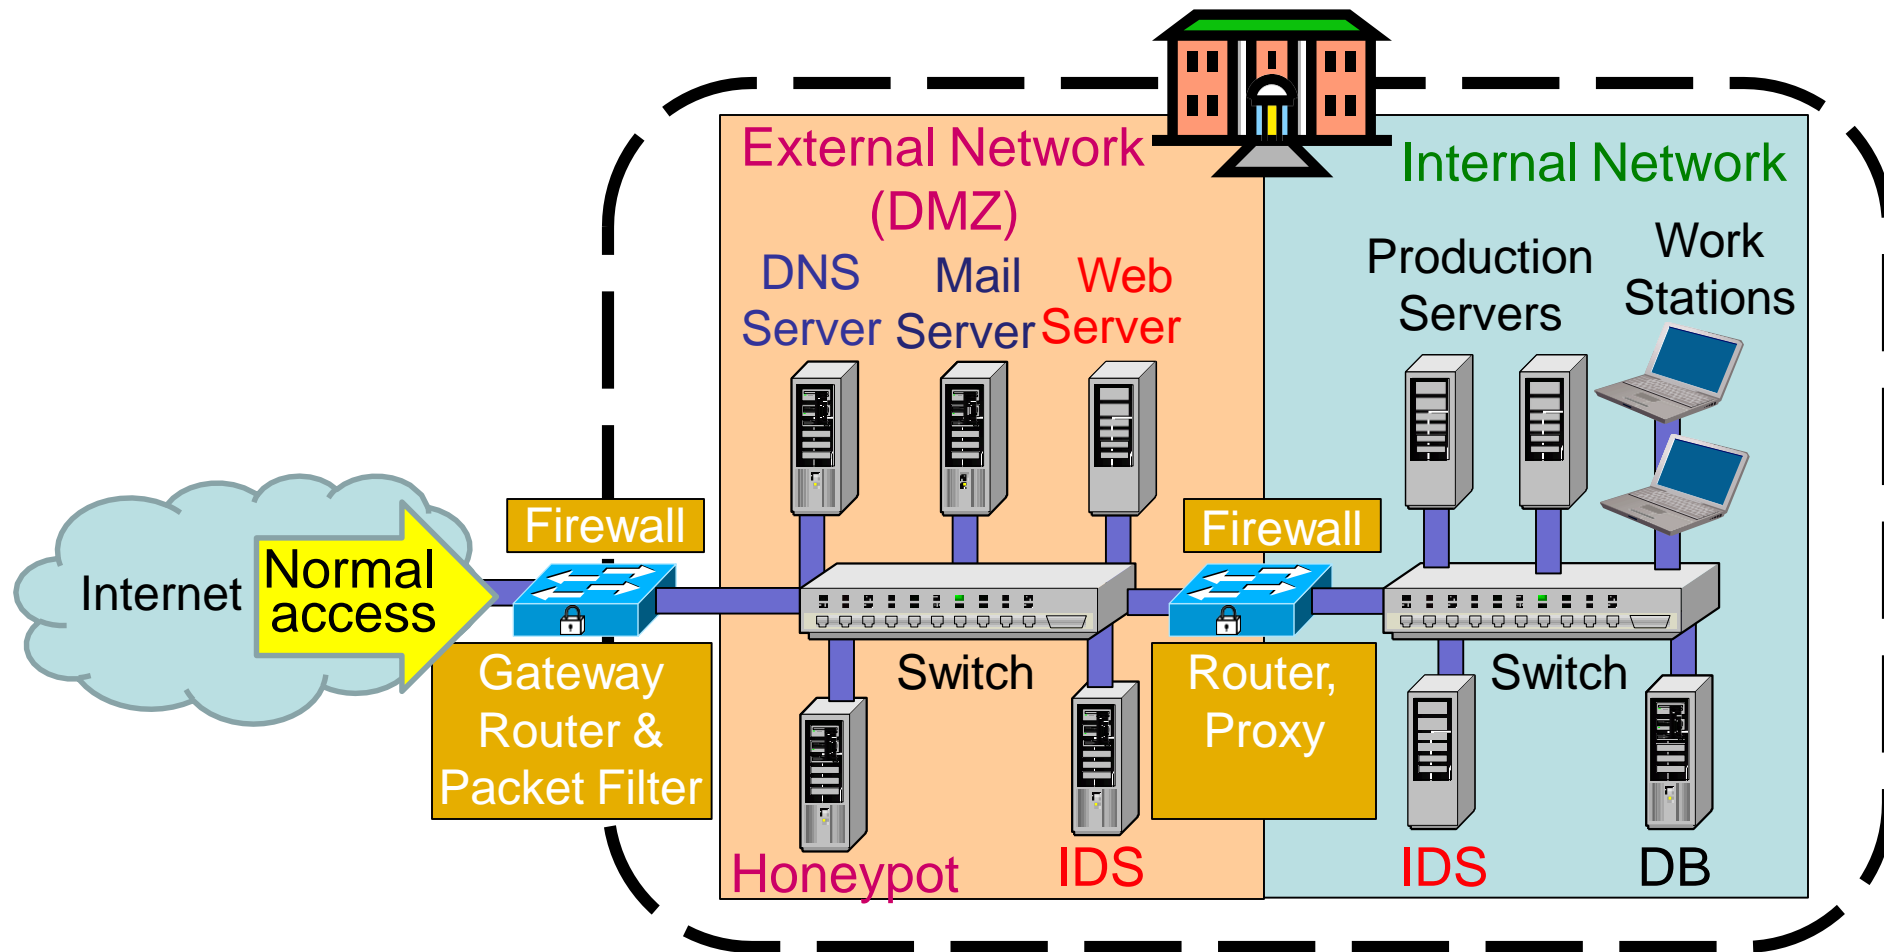 External Network
(DMZ)
Internal Network
DNS
Server
Mail
Server
Web
Server
Production
Servers
Work
Stations
Internet
Normal
access
Firewall
Gateway
Router &
Packet Filter
Switch
Firewall
Router,
Proxy
Switch
Honeypot
IDS
IDS
DB